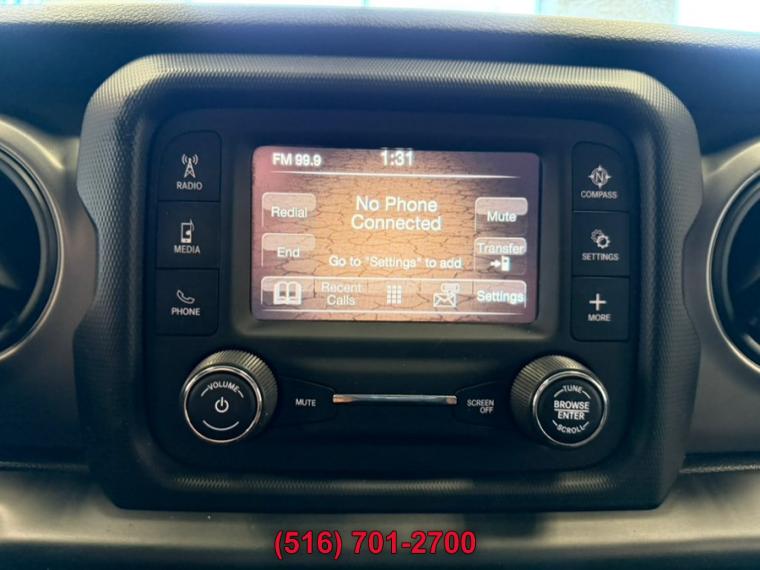 FM 99.9 1:31
RADIO
MEDIA
PHONE
Redial
No Phone
Connected
Mute
End
Transfer
Go to "Settings" to add
Recent
Calls
Settings
N
COMPASS
SETTINGS
MORE
VOLUME
MUTE
SCREEN
OFF
TUNE
BROWSE
ENTER
SCROLL
(516) 701-2700